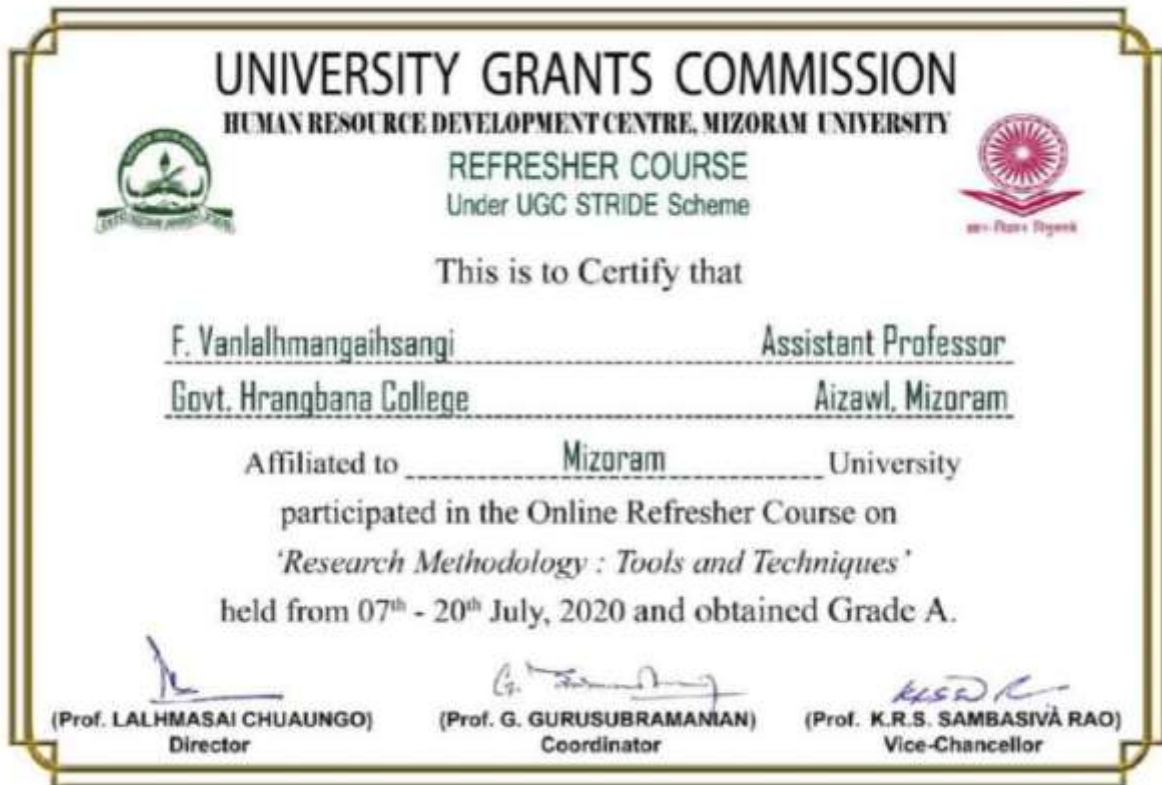 UNIVERSITY GRANTS COMMISSION
HUMAN RESOURCE DEVELOPMENT CENTRE, MIZORAM UNIVERSITY
REFRESHER COURSE
Under UGC STRIDE Scheme
This is to Certify that
F. Vanlalhmangaihsangi Assistant Professor
Govt. Hrangbana College Aizawl, Mizoram
Affiliated to Mizoram University
participated in the Online Refresher Course on
‘Research Methodology : Tools and Techniques’
held from 07th - 20th July, 2020 and obtained Grade A.
(Prof. LALHMASAI CHUAUNGO) (Prof. G. GURUSUBRAMANIAN) (Prof. K.R.S. SAMBASIVA RAO)
Director Coordinator Vice-Chancellor